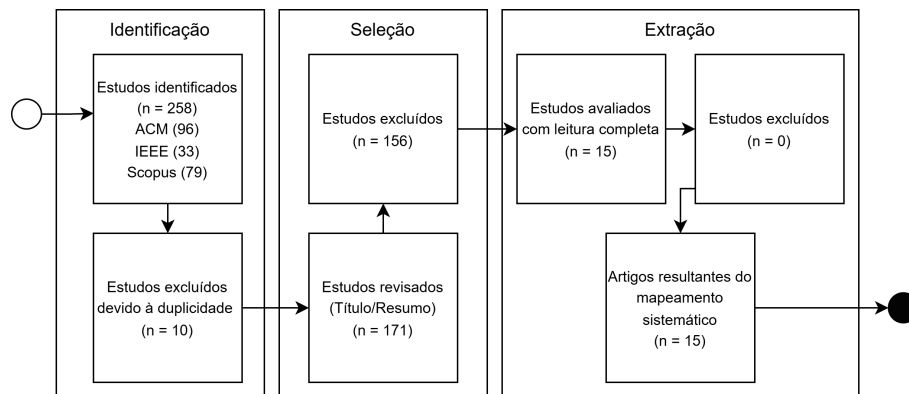 Identificação
Estudos identificados
(n = 258)
ACM (96)
IEEE (33)
Scopus (79)
Estudos excluídos
devido à duplicidade
(n = 10)
Seleção
Estudos excluídos
(n = 156)
Estudos revisados
(Título/Resumo)
(n = 171)
Extração
Estudos avaliados
com leitura completa
(n = 15)
Estudos excluídos
(n = 0)
Artigos resultantes do
mapeamento
sistemático
(n = 15)